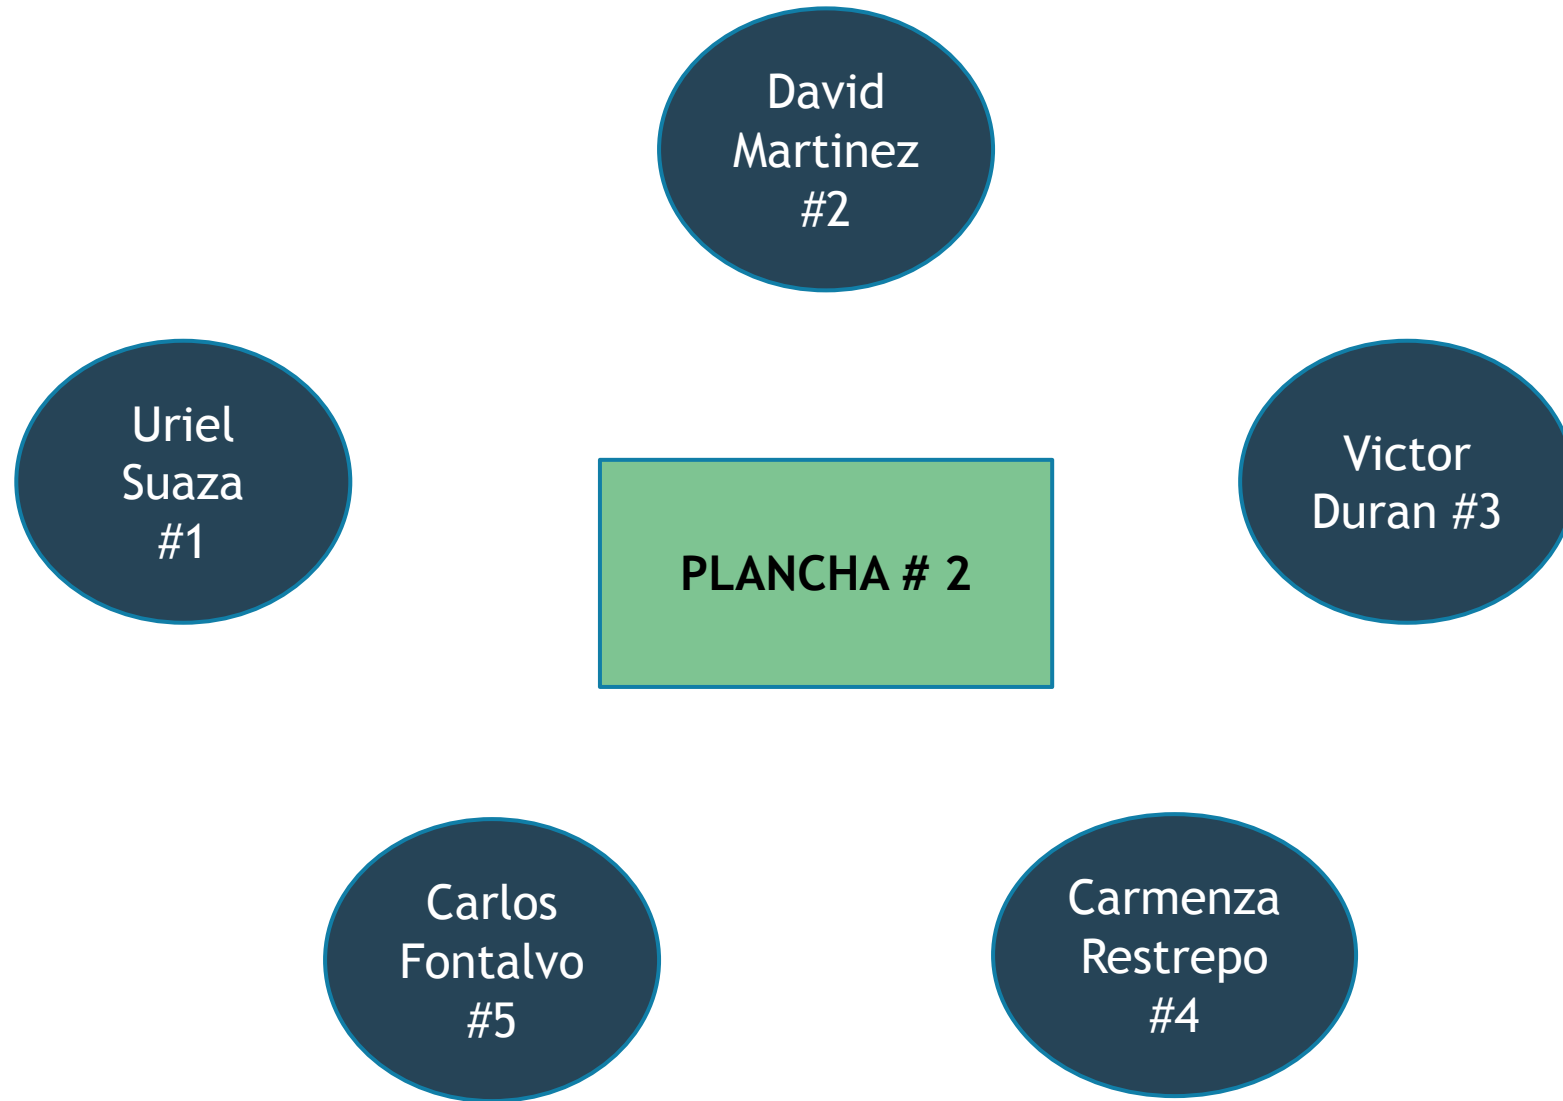 David
Martinez
#2
Uriel
Suaza
#1
Victor
Duran #3
PLANCHA # 2
Carlos
Fontalvo
#5
Carmenza
Restrepo
#4